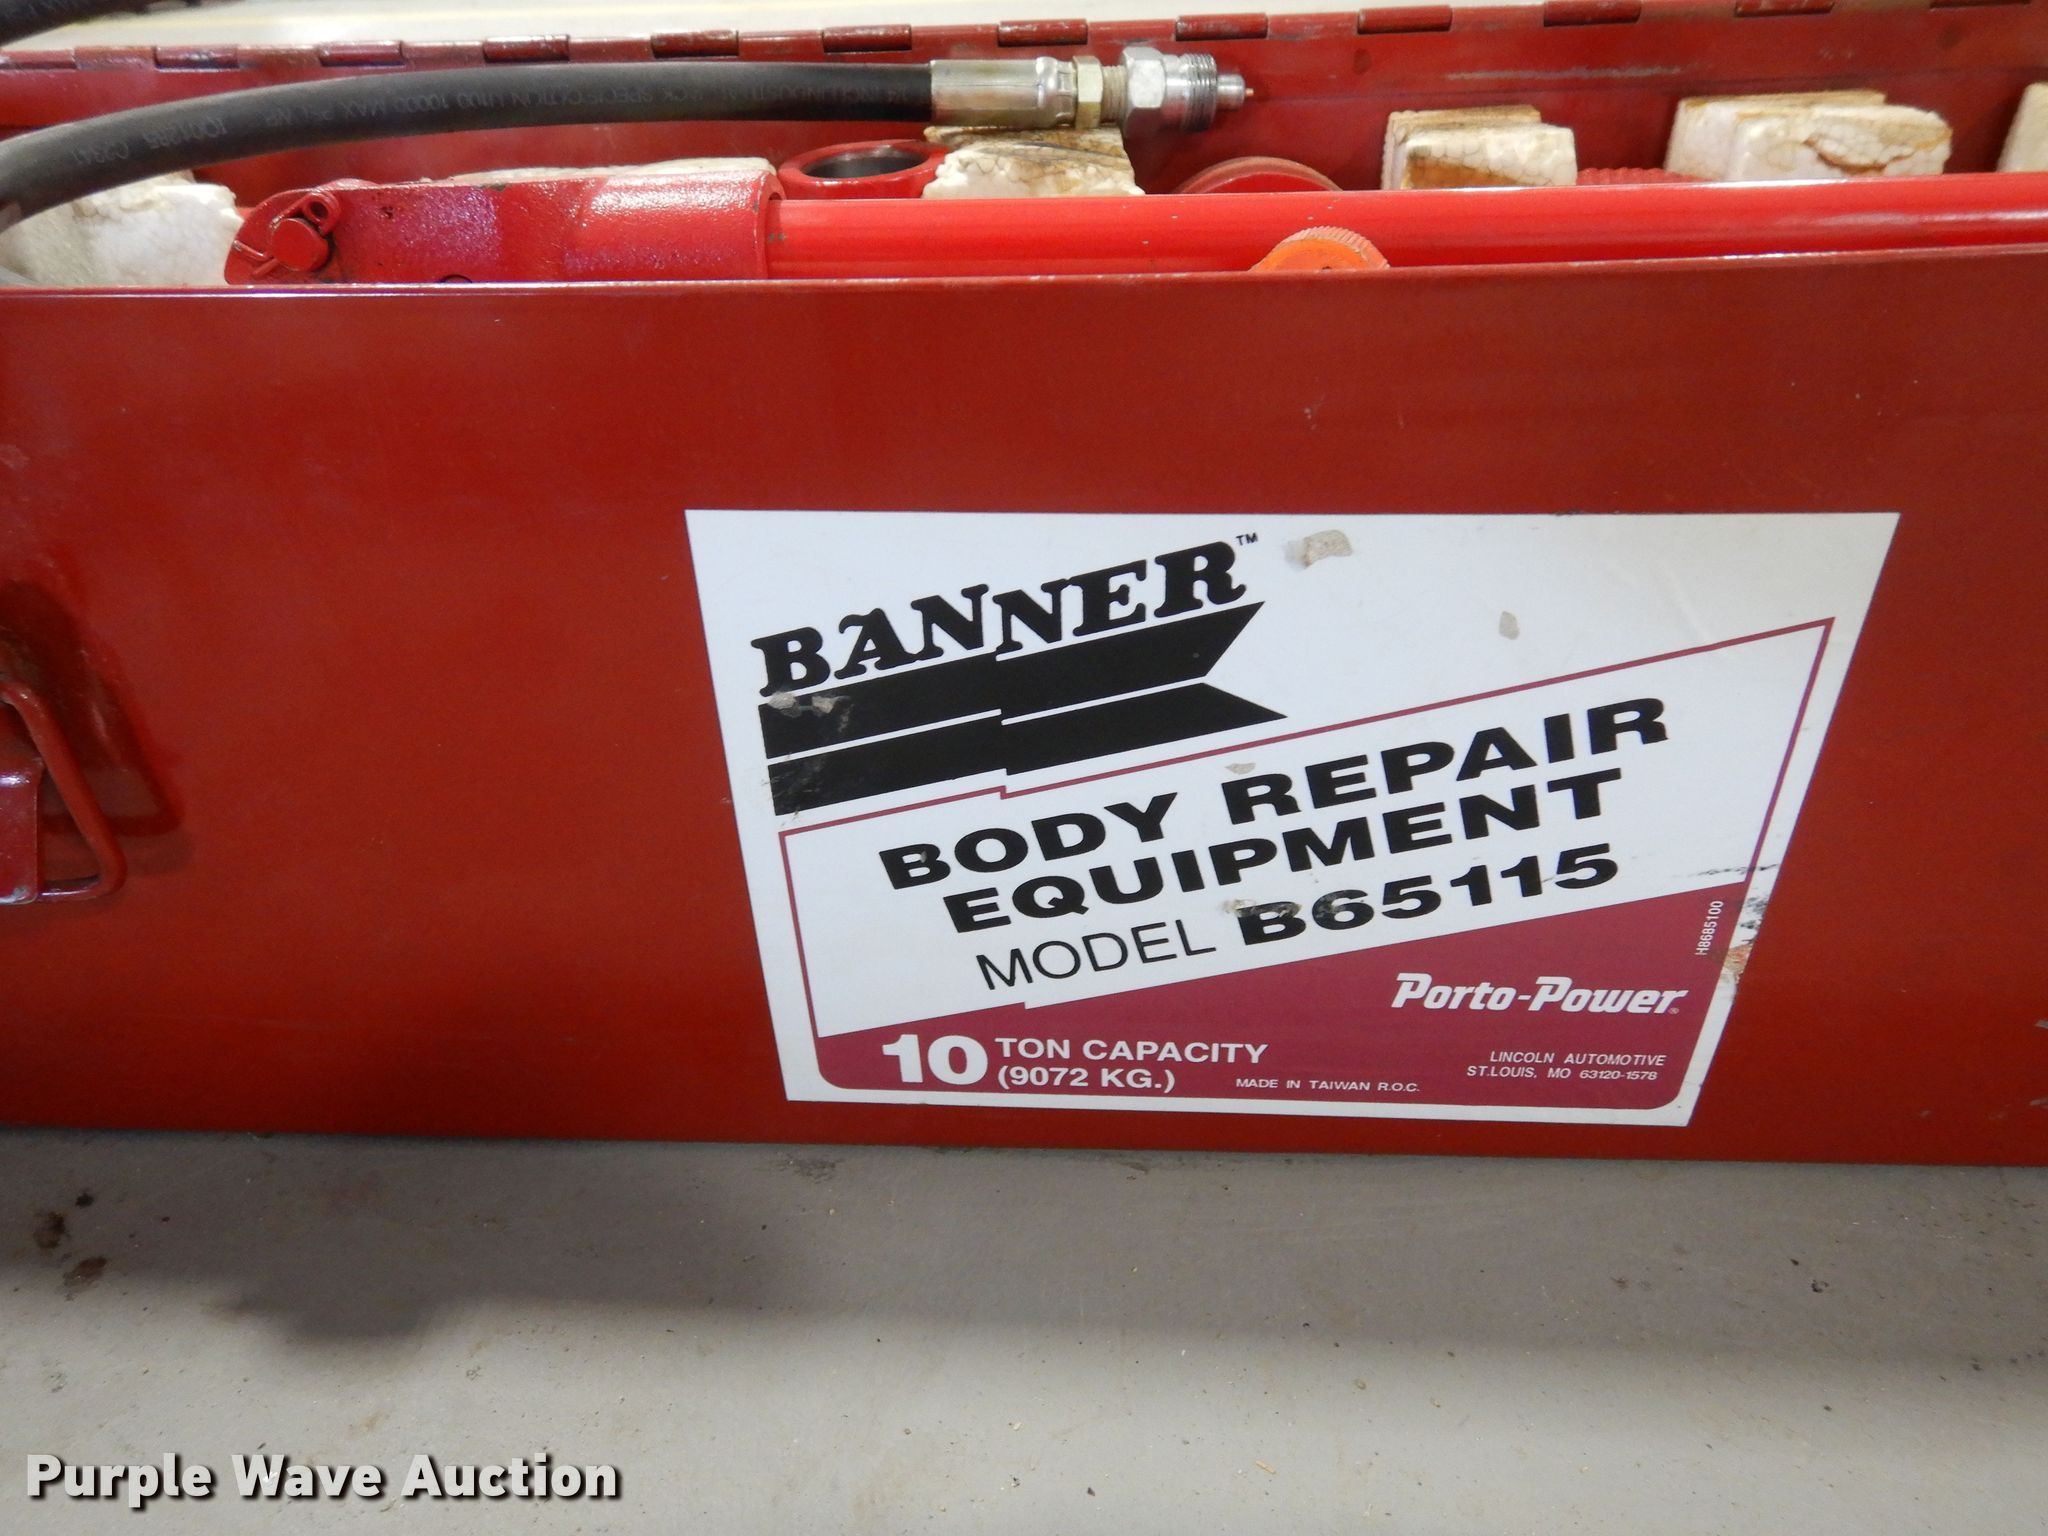 BANNER™
BODY REPAIR
EQUIPMENT
MODEL B65115
H8685100
Porto-Power®
10 TON CAPACITY
(9072 KG.)
MADE IN TAIWAN R.O.C.
LINCOLN AUTOMOTIVE
ST.LOUIS, MO 63120-1578
Purple Wave Auction